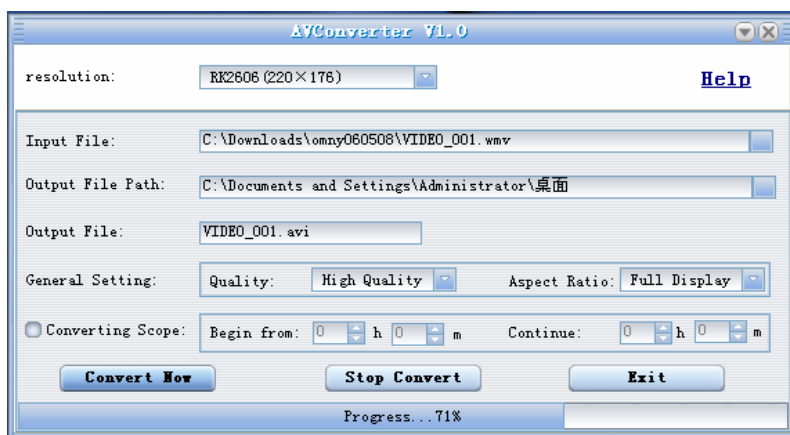 AVConverter V1.0
resolution: RK2606(220×176) Help
Input File: C:\Downloads\omny060508\VIDEO_001.wmv
Output File Path: C:\Documents and Settings\Administrator\桌面
Output File: VIDEO_001.avi
General Setting: Quality: High Quality Aspect Ratio: Full Display
Converting Scope: Begin from: 0 h 0 m Continue: 0 h 0 m
Convert Now Stop Convert Exit
Progress...71%